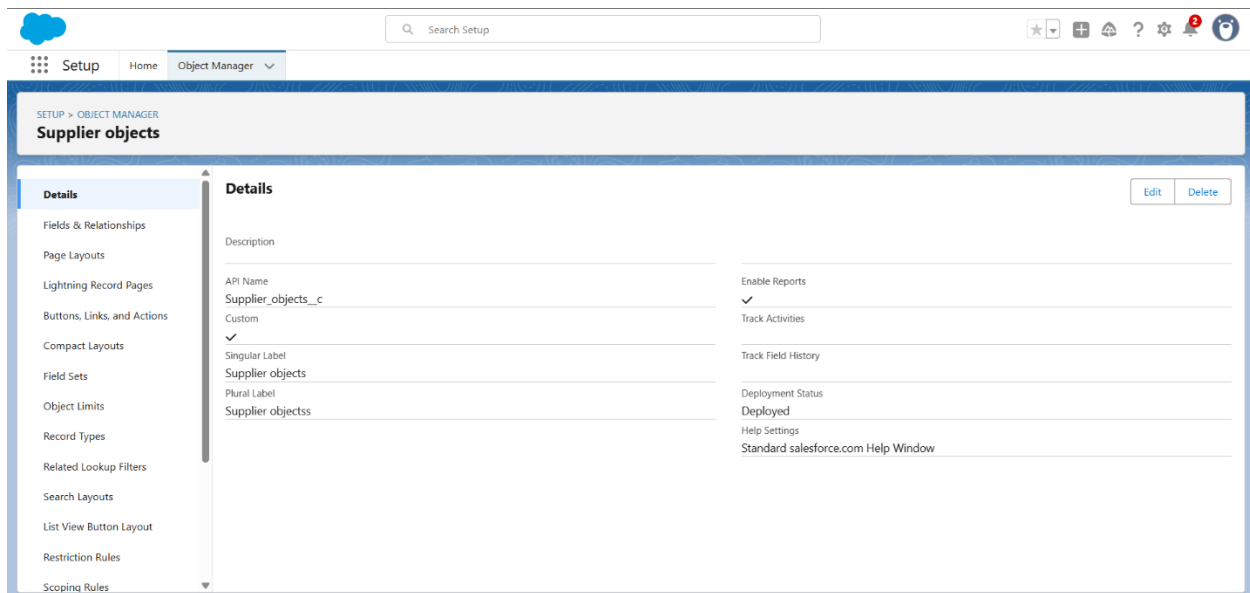 Search Setup
2
Setup
Home
Object Manager
SETUP > OBJECT MANAGER
Supplier objects
Details
Fields & Relationships
Page Layouts
Lightning Record Pages
Buttons, Links, and Actions
Compact Layouts
Field Sets
Object Limits
Record Types
Related Lookup Filters
Search Layouts
List View Button Layout
Restriction Rules
Scoping Rules
Details
Edit
Delete
Description
API Name
Supplier_objects__c
Custom
Singular Label
Supplier objects
Plural Label
Supplier objectss
Enable Reports
Track Activities
Track Field History
Deployment Status
Deployed
Help Settings
Standard salesforce.com Help Window